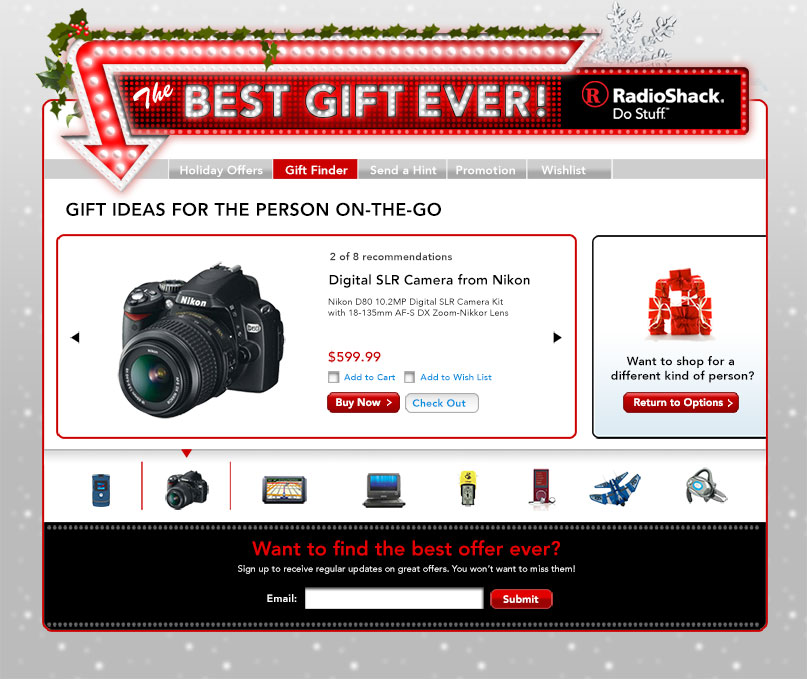 The BEST GIFT EVER!
R RadioShack.
Do Stuff.™
Holiday Offers Gift Finder Send a Hint Promotion Wishlist
GIFT IDEAS FOR THE PERSON ON-THE-GO
2 of 8 recommendations
Digital SLR Camera from Nikon
Nikon D80 10.2MP Digital SLR Camera Kit
with 18-135mm AF-S DX Zoom-Nikkor Lens
$599.99
Add to Cart Add to Wish List
Buy Now > Check Out
Nikon
Want to shop for a
different kind of person?
Return to Options >
Want to find the best offer ever?
Sign up to receive regular updates on great offers. You won't want to miss them!
Email: Submit